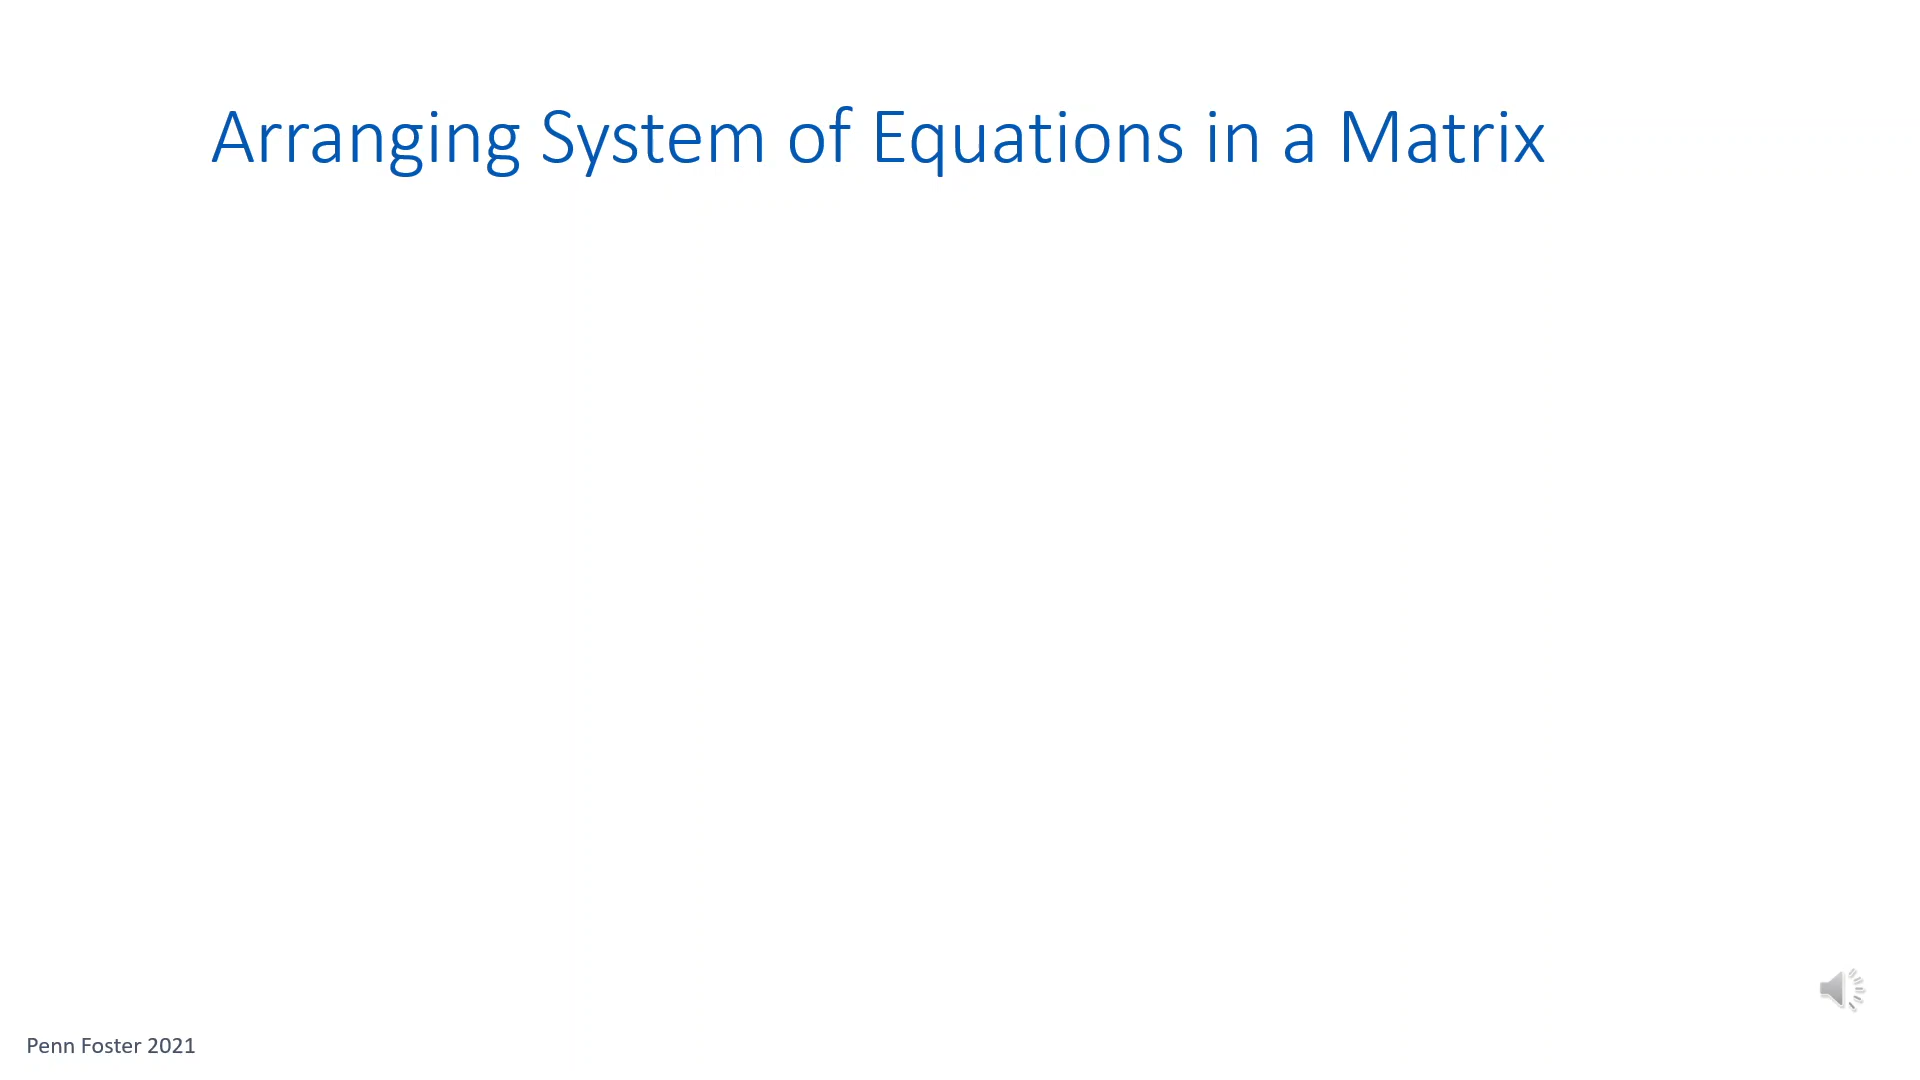 Arranging System of Equations in a Matrix
Penn Foster 2021